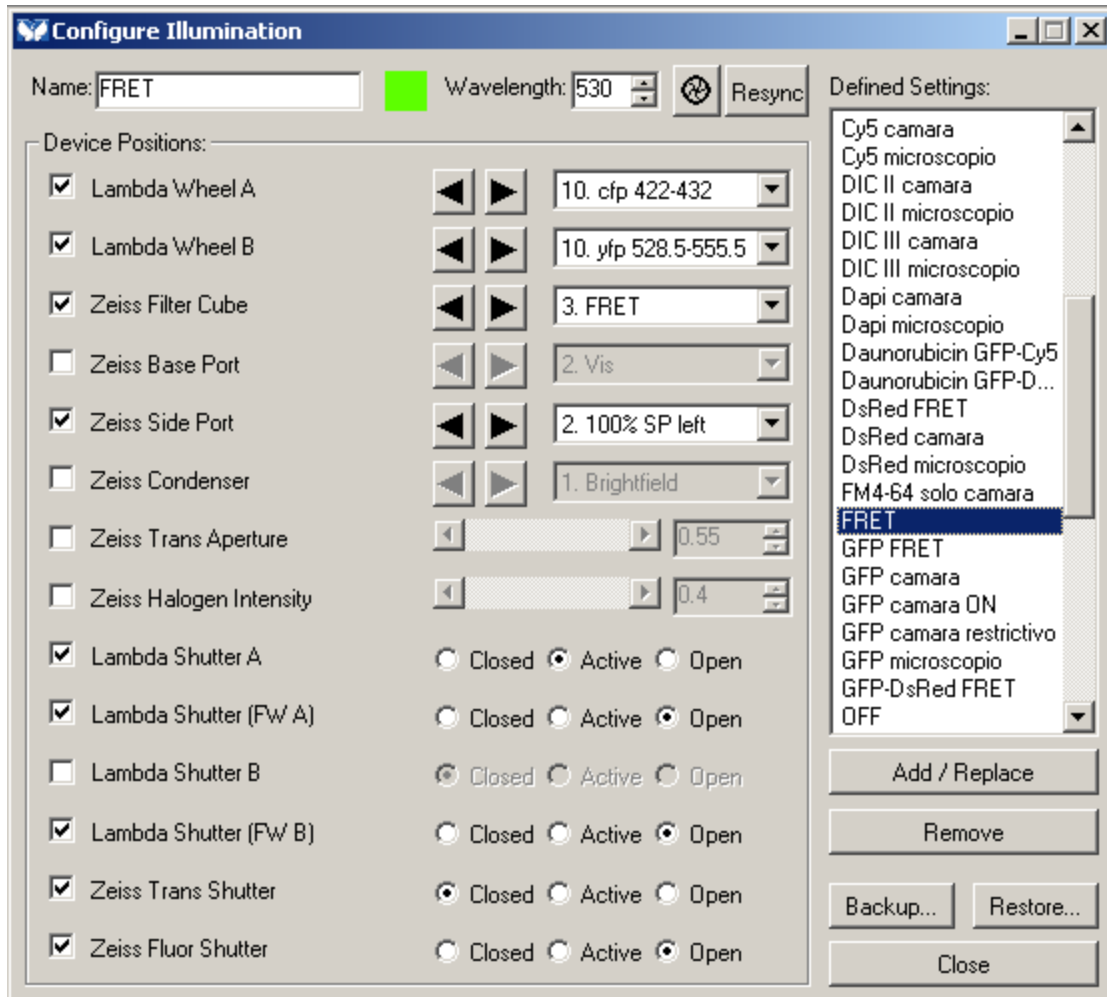 Configure Illumination
Name: FRET Wavelength: 530 Resync Defined Settings:
Device Positions:
Lambda Wheel A 10. cfp 422-432
Lambda Wheel B 10. yfp 528.5-555.5
Zeiss Filter Cube 3. FRET
Zeiss Base Port 2. Vis
Zeiss Side Port 2. 100% SP left
Zeiss Condenser 1. Brightfield
Zeiss Trans Aperture 0.55
Zeiss Halogen Intensity 0.4
Lambda Shutter A Closed Active Open
Lambda Shutter (FW A) Closed Active Open
Lambda Shutter B Closed Active Open
Lambda Shutter (FW B) Closed Active Open
Zeiss Trans Shutter Closed Active Open
Zeiss Fluor Shutter Closed Active Open
Cy5 camara
Cy5 microscopio
DIC II camara
DIC II microscopio
DIC III camara
DIC III microscopio
Dapi camara
Dapi microscopio
Daunorubicin GFP-Cy5
Daunorubicin GFP-D...
DsRed FRET
DsRed camara
DsRed microscopio
FM4-64 solo camara
FRET
GFP FRET
GFP camara
GFP camara ON
GFP camara restrictivo
GFP microscopio
GFP-DsRed FRET
OFF
Add / Replace
Remove
Backup... Restore...
Close